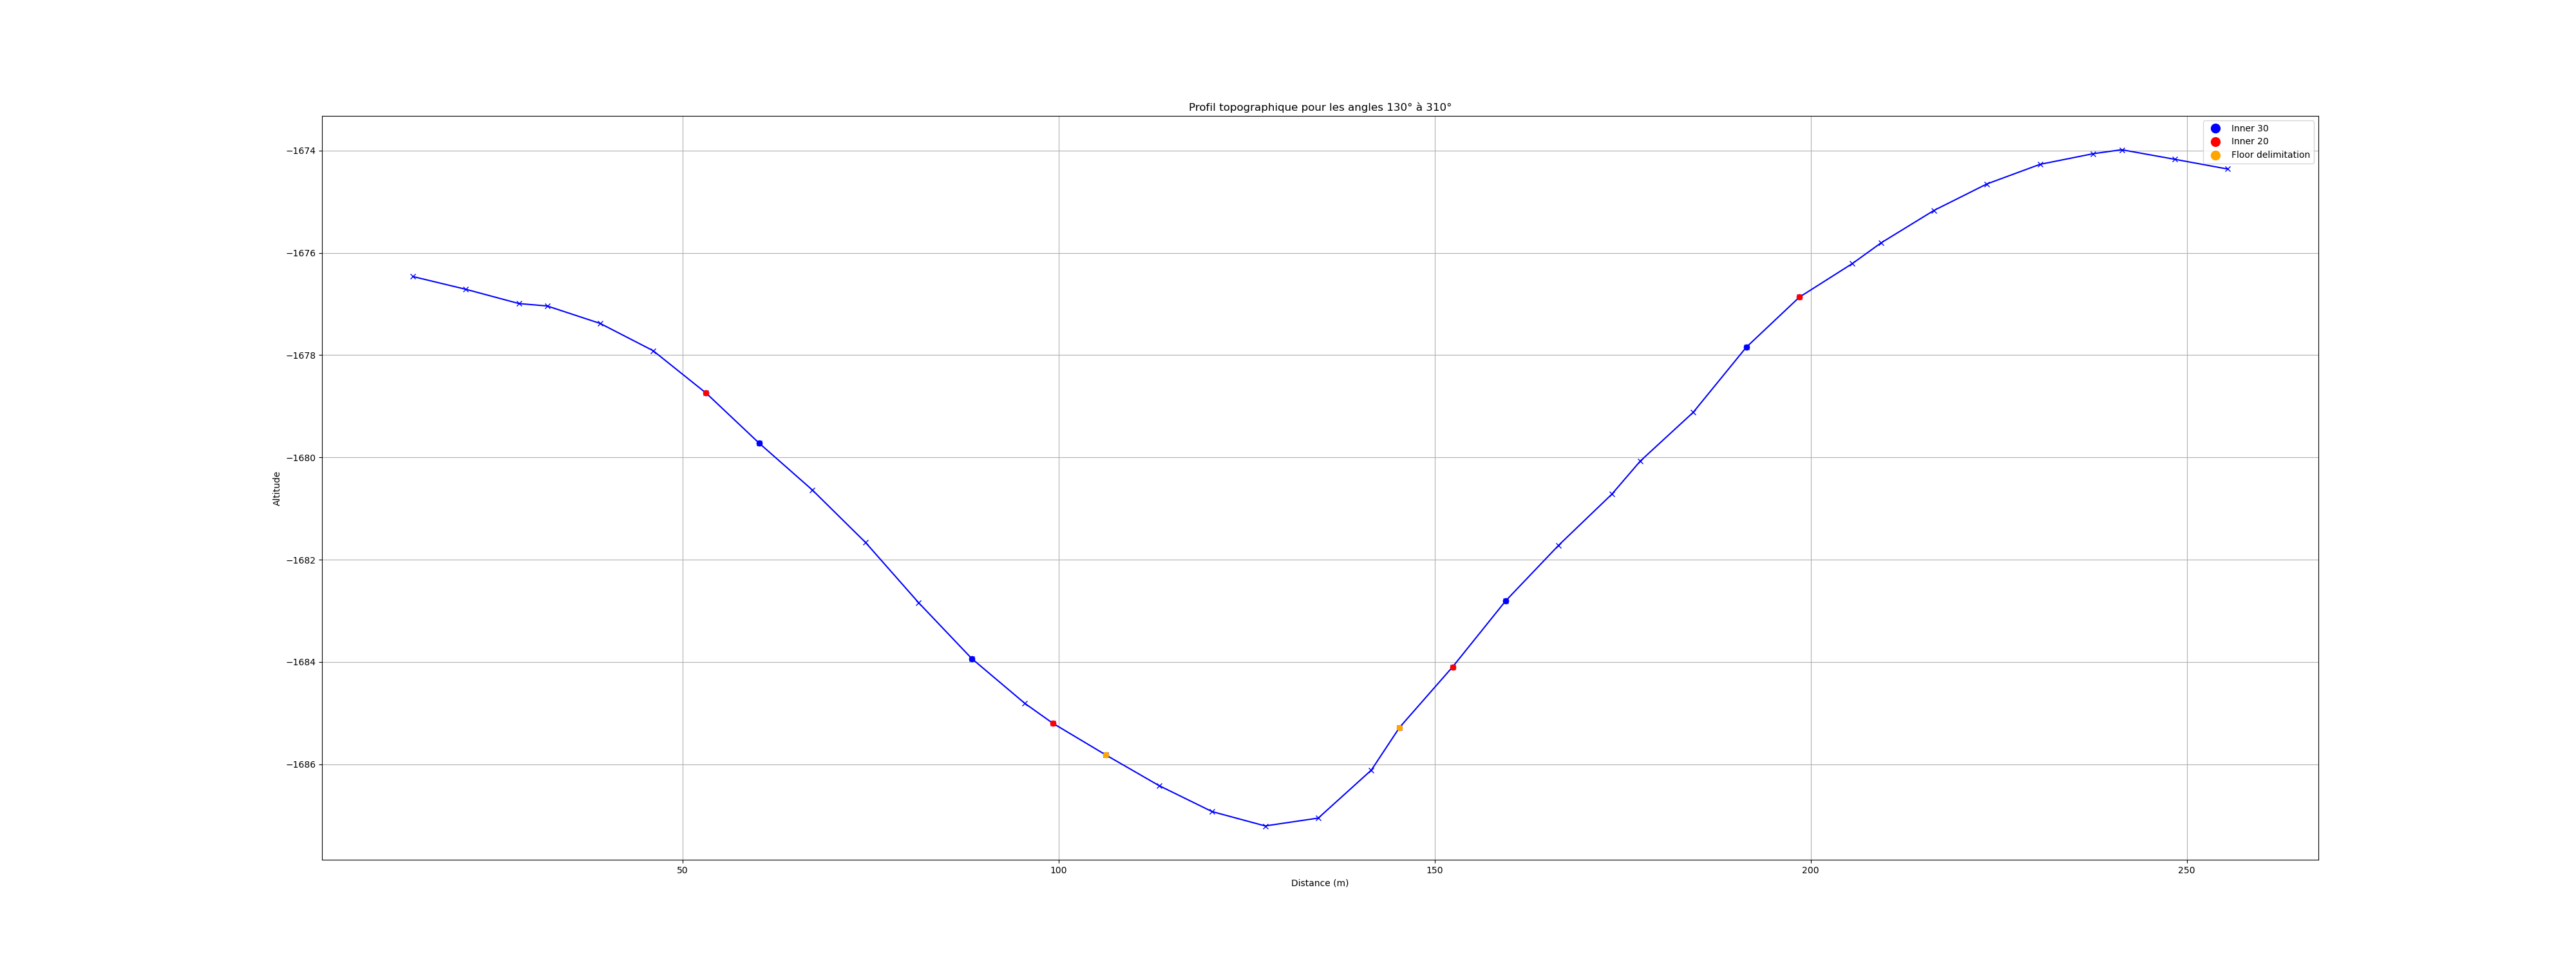 Profil topographique pour les angles 130° à 310°
Inner 30
Inner 20
Floor delimitation
−1674
−1676
−1678
−1680
−1682
−1684
−1686
Altitude
50
100
150
200
250
Distance (m)